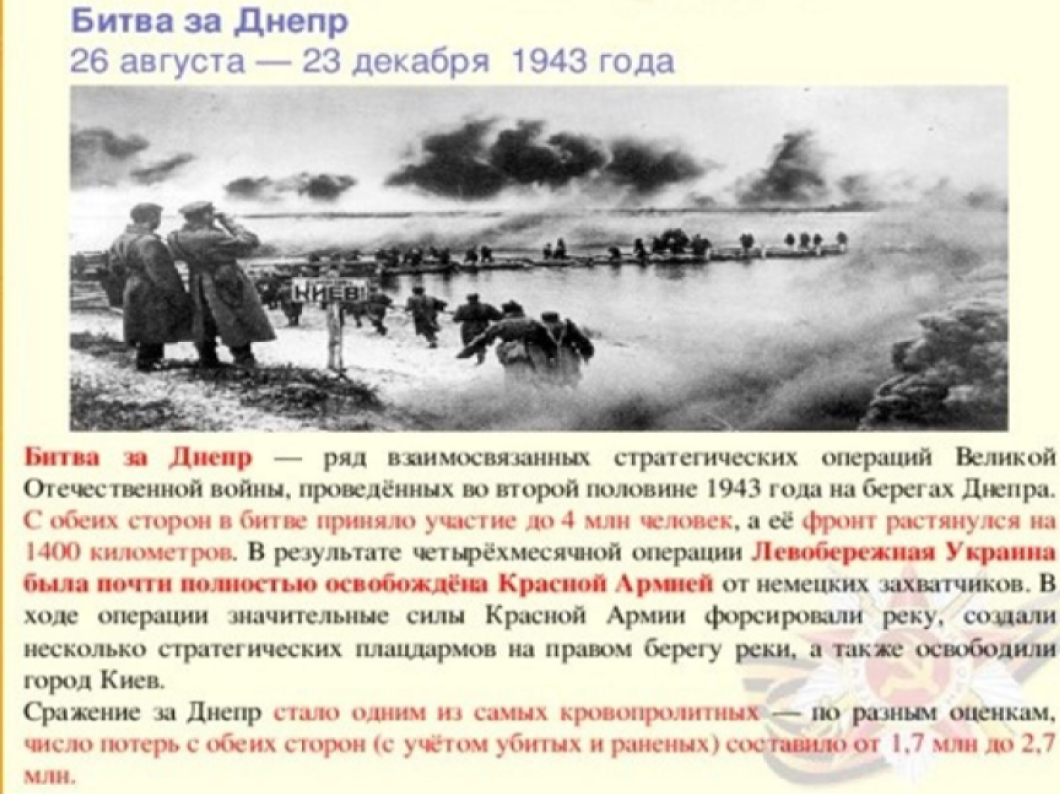 Битва за Днепр
26 августа — 23 декабря 1943 года
КИЕВ
Битва за Днепр — ряд взаимосвязанных стратегических операций Великой
Отечественной войны, проведённых во второй половине 1943 года на берегах Днепра.
С обеих сторон в битве приняло участие до 4 млн человек, а её фронт растянулся на
1400 километров. В результате четырёхмесячной операции Левобережная Украина
была почти полностью освобождена Красной Армией от немецких захватчиков. В
ходе операции значительные силы Красной Армии форсировали реку, создали
несколько стратегических плацдармов на правом берегу реки, а также освободили
город Киев.
Сражение за Днепр стало одним из самых кровопролитных — по разным оценкам,
число потерь с обеих сторон (с учётом убитых и раненых) составило от 1,7 млн до 2,7
млн.